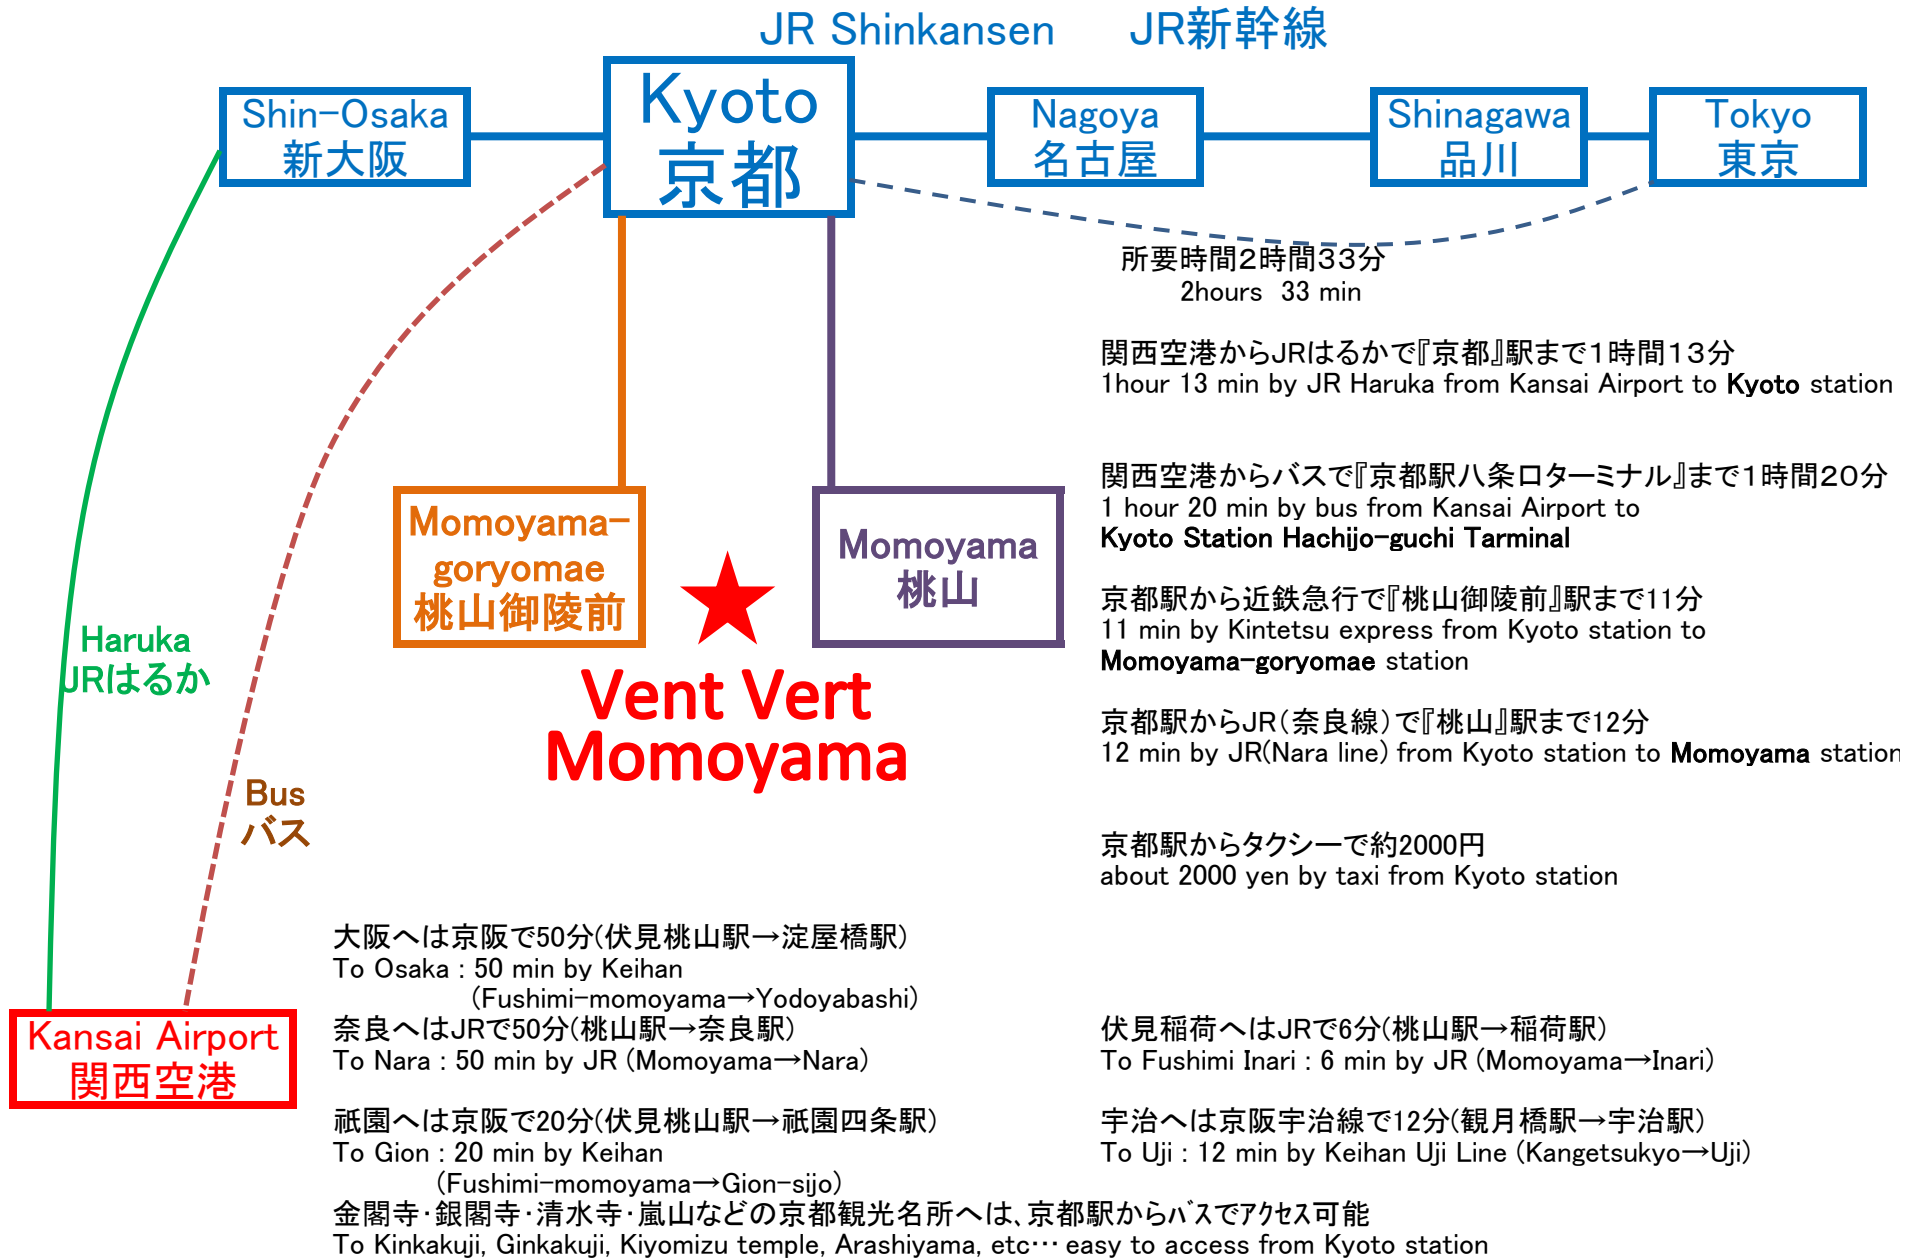 JR Shinkansen JR新幹線
Shin-Osaka
新大阪
Kyoto
京都
Nagoya
名古屋
Shinagawa
品川
Tokyo
東京
所要時間2時間33分
2hours 33 min
関西空港からJRはるかで『京都』駅まで1時間13分
1hour 13 min by JR Haruka from Kansai Airport to Kyoto station
関西空港からバスで『京都駅八条口ターミナル』まで1時間20分
1 hour 20 min by bus from Kansai Airport to
Kyoto Station Hachijo-guchi Tarminal
Momoyama-
goryomae
桃山御陵前
Momoyama
桃山
京都駅から近鉄急行で『桃山御陵前』駅まで11分
11 min by Kintetsu express from Kyoto station to
Momoyama-goryomae station
Haruka
JRはるか
Vent Vert
Momoyama
京都駅からJR(奈良線)で『桃山』駅まで12分
12 min by JR(Nara line) from Kyoto station to Momoyama station
Bus
バス
京都駅からタクシーで約2000円
about 2000 yen by taxi from Kyoto station
Kansai Airport
関西空港
大阪へは京阪で50分(伏見桃山駅→淀屋橋駅)
To Osaka : 50 min by Keihan
(Fushimi-momoyama→Yodoyabashi)
奈良へはJRで50分(桃山駅→奈良駅)
To Nara : 50 min by JR (Momoyama→Nara)
伏見稲荷へはJRで6分(桃山駅→稲荷駅)
To Fushimi Inari : 6 min by JR (Momoyama→Inari)
祇園へは京阪で20分(伏見桃山駅→祇園四条駅)
To Gion : 20 min by Keihan
(Fushimi-momoyama→Gion-sijo)
宇治へは京阪宇治線で12分(観月橋駅→宇治駅)
To Uji : 12 min by Keihan Uji Line (Kangetsukyo→Uji)
金閣寺・銀閣寺・清水寺・嵐山などの京都観光名所へは、京都駅からバスでアクセス可能
To Kinkakuji, Ginkakuji, Kiyomizu temple, Arashiyama, etc… easy to access from Kyoto station